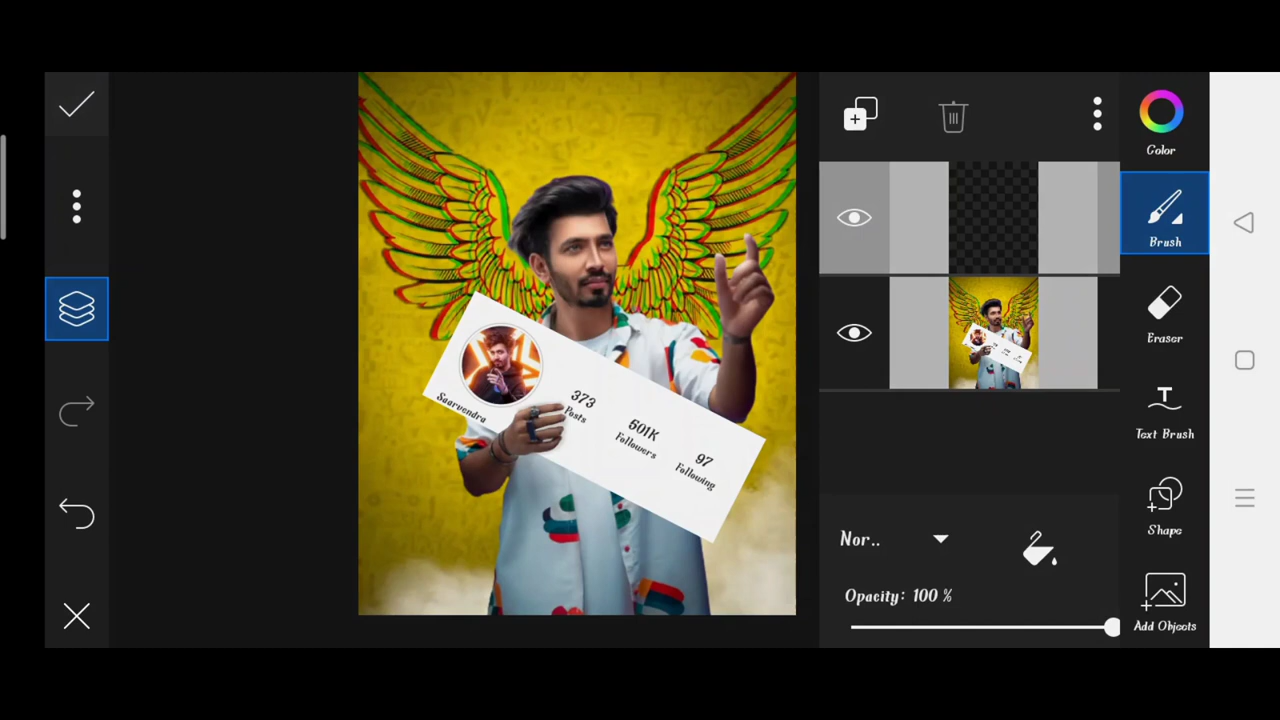 Color
Brush
Eraser
Text Brush
Shape
Add Objects
Nor..
Opacity: 100 %
Saarvendra
373
Posts
501K
Followers
97
Following